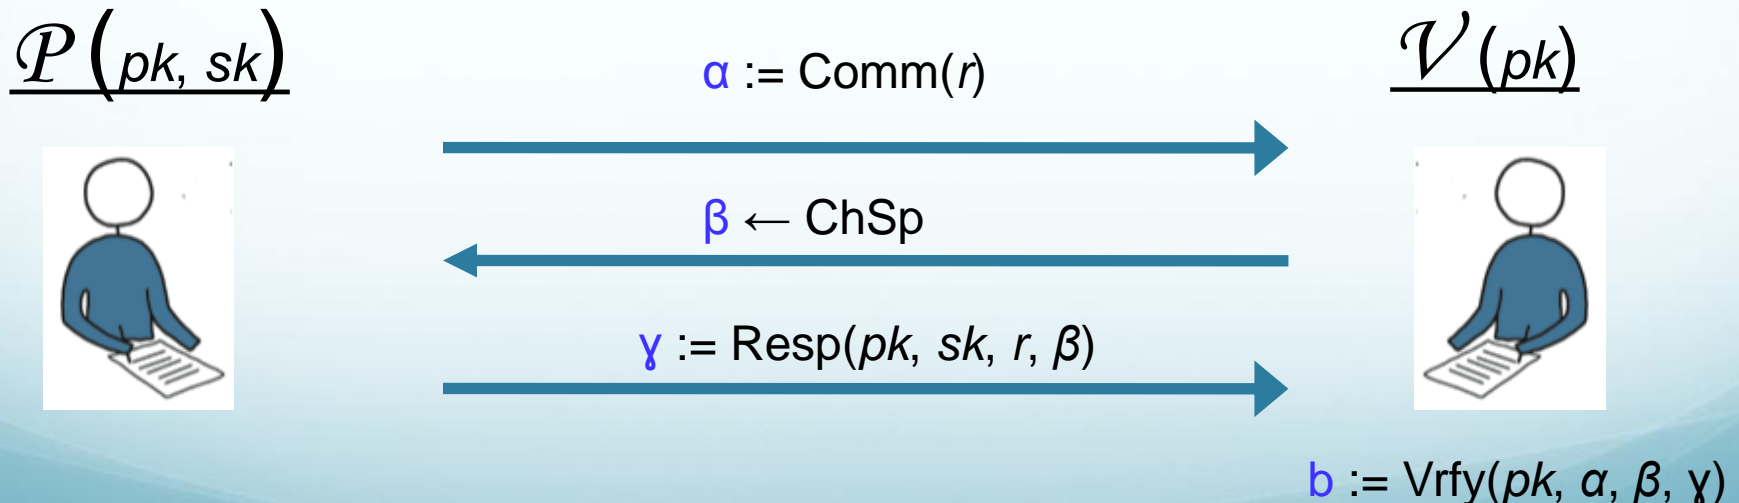 𝒫(pk, sk)
𝒱(pk)
α := Comm(r)
β ← ChSp
γ := Resp(pk, sk, r, β)
b := Vrfy(pk, α, β, γ)